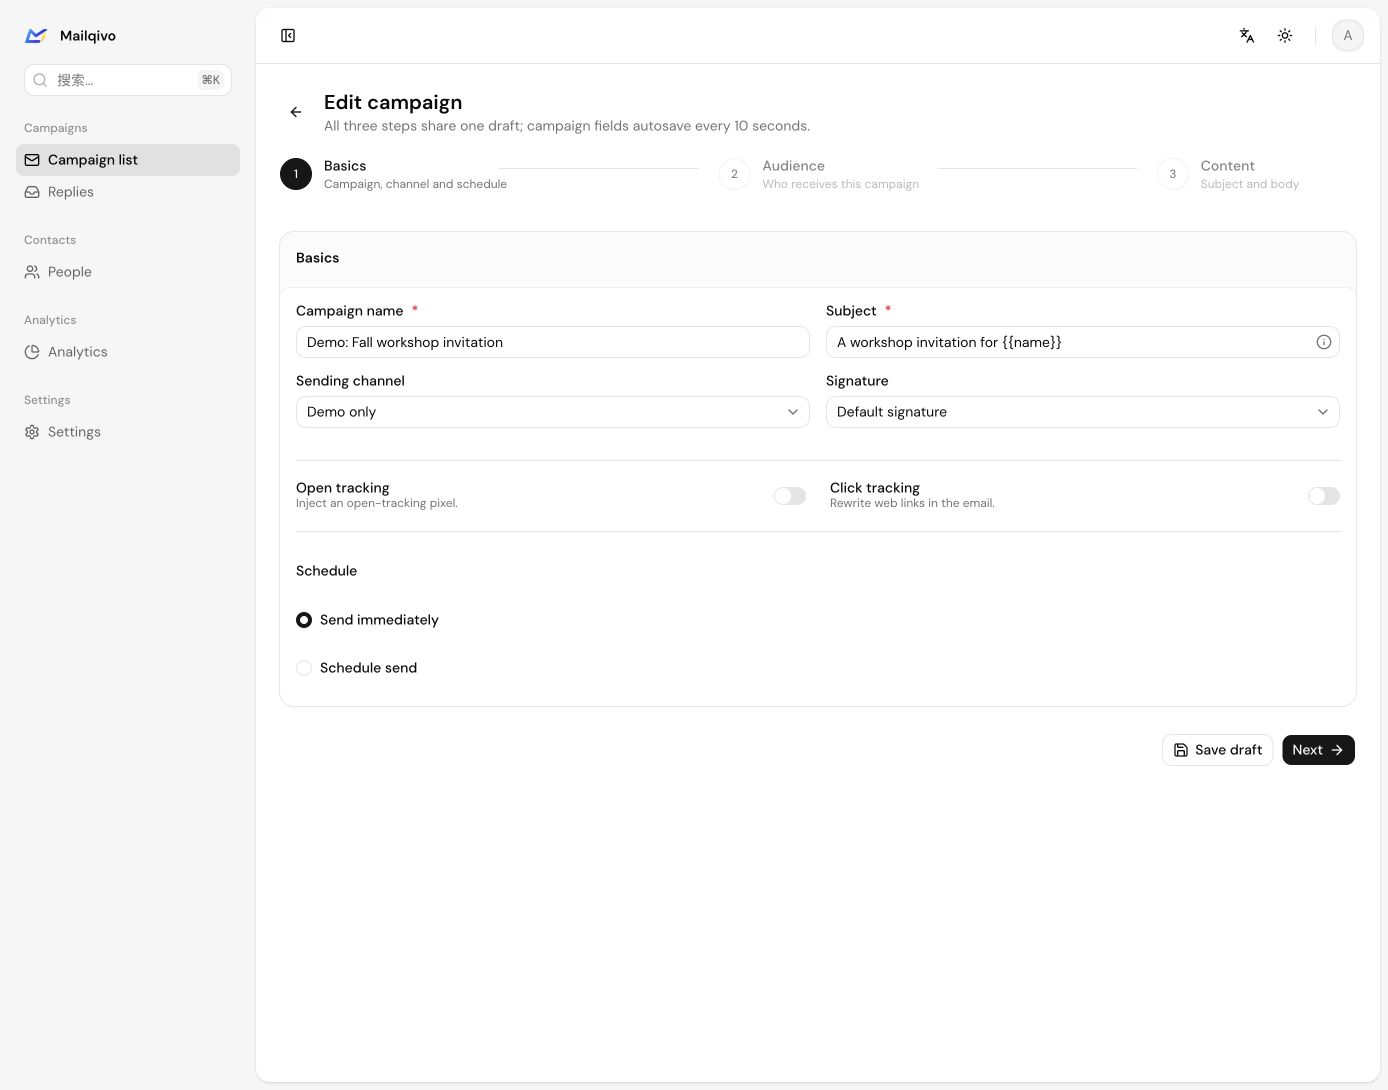 Mailqivo
搜索...
⌘K
Campaigns
Campaign list
Replies
Contacts
People
Analytics
Analytics
Settings
Settings
A
Edit campaign
All three steps share one draft; campaign fields autosave every 10 seconds.
1
Basics
Campaign, channel and schedule
2
Audience
Who receives this campaign
3
Content
Subject and body
Basics
Campaign name *
Subject *
Demo: Fall workshop invitation
A workshop invitation for {{name}}
Sending channel
Signature
Demo only
Default signature
Open tracking
Inject an open-tracking pixel.
Click tracking
Rewrite web links in the email.
Schedule
Send immediately
Schedule send
Save draft
Next